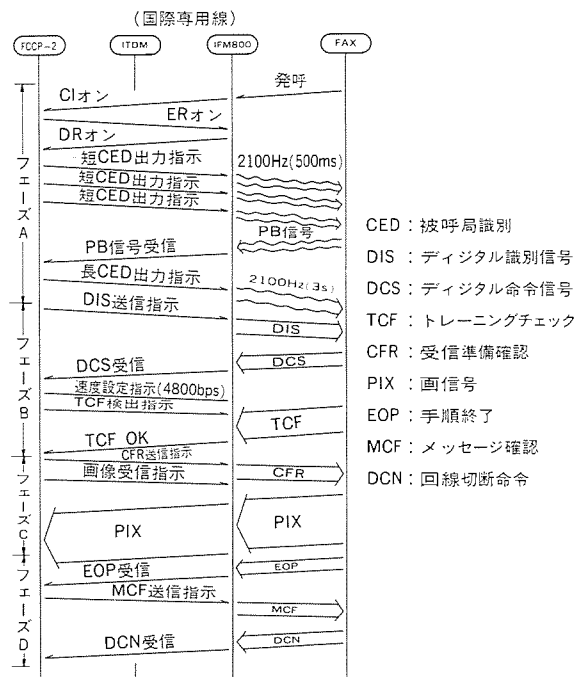 (国際専用線)
FCCP-2
ITDM
IFM800
FAX
発呼
CIオン
ERオン
DRオン
短CED出力指示
2100Hz(500ms)
短CED出力指示
短CED出力指示
PB信号
PB信号受信
長CED出力指示
2100Hz(3s)
DIS送信指示
DIS
DCS受信
DCS
速度設定指示(4800bps)
TCF検出指示
TCF
TCF OK
CFR送信指示
画像受信指示
CFR
PIX
PIX
EOP受信
EOP
MCF送信指示
MCF
DCN受信
DCN
フェーズA
フェーズB
フェーズC
フェーズD
CED:被呼局識別
DIS:ディジタル識別信号
DCS:ディジタル命令信号
TCF:トレーニングチェック
CFR:受信準備確認
PIX:画信号
EOP:手順終了
MCF:メッセージ確認
DCN:回線切断命令